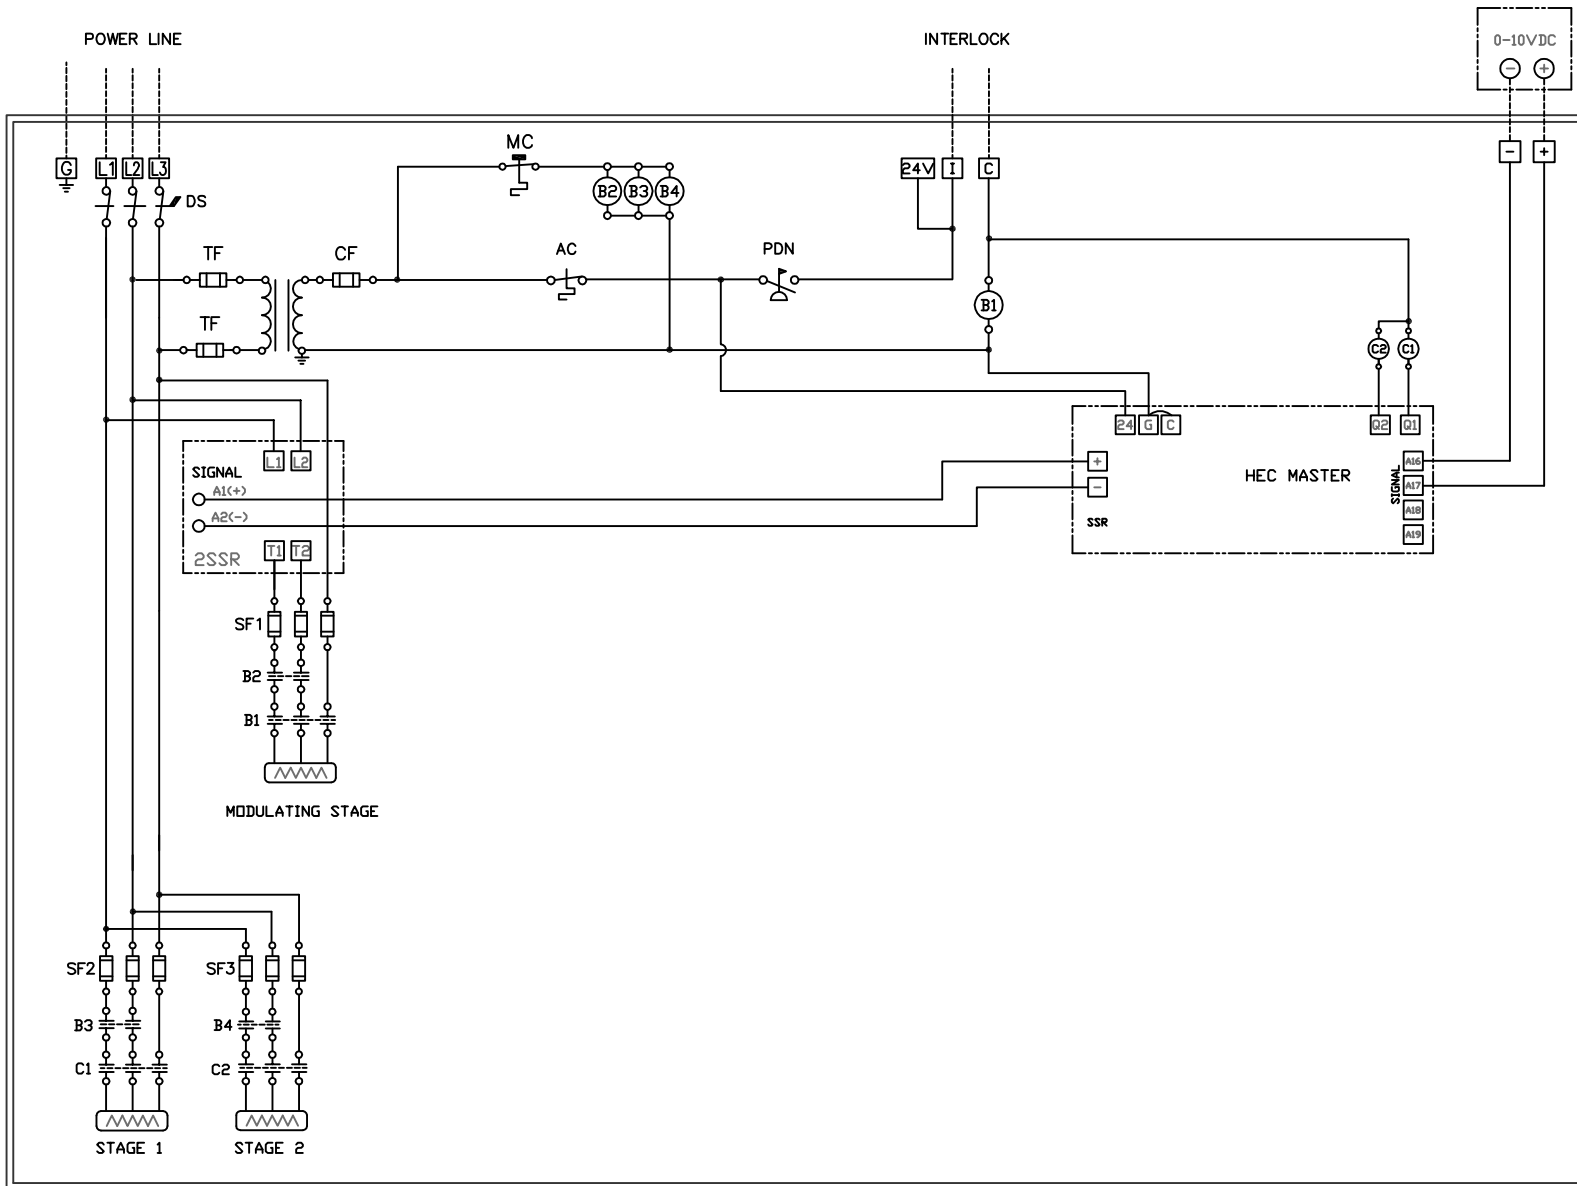 POWER LINE
INTERLOCK
0-10VDC
- +
G L1 L2 L3
DS
MC
B2 B3 B4
24V I C
- +
TF
CF
AC
PDN
B1
TF
C2 C1
24 G C
Q2 Q1
L1 L2
SIGNAL
A1(+)
A2(-)
2SSR
T1 T2
+
-
SSR
HEC MASTER
SIGNAL
A16
A17
A18
A19
SF1
B2
B1
MODULATING STAGE
SF2
SF3
B3
B4
C1
C2
STAGE 1
STAGE 2